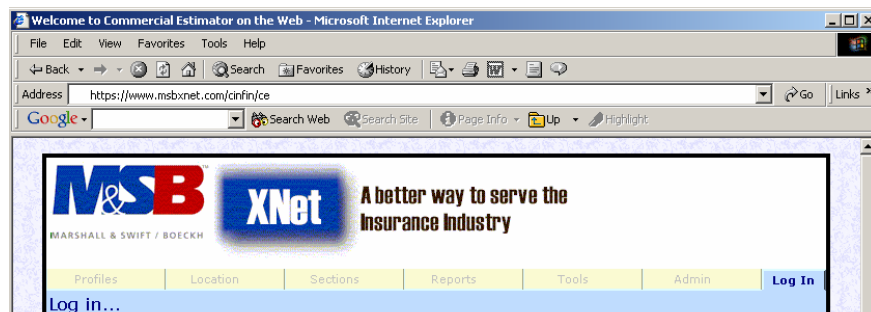 Welcome to Commercial Estimator on the Web - Microsoft Internet Explorer
File Edit View Favorites Tools Help
Back Search Favorites History
Address https://www.msbxnet.com/cinfin/ce Go Links »
Google Search Web Search Site Page Info Up Highlight
M&SB XNet A better way to serve the
Insurance Industry
MARSHALL & SWIFT / BOECKH
Profiles Location Sections Reports Tools Admin Log In
Log in...